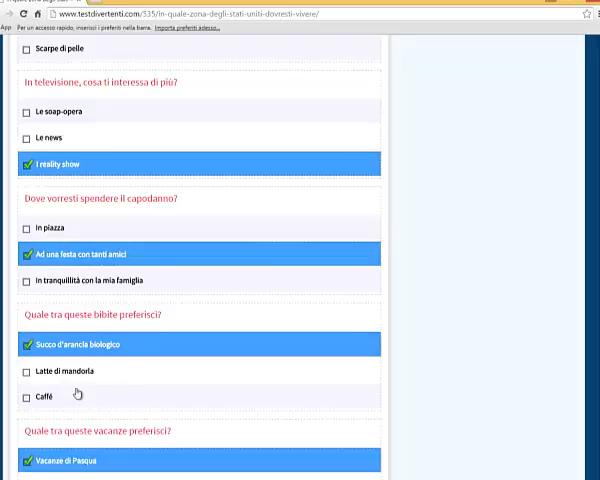 www.testdivertenti.com/535/in-quale-zona-degli-stati-uniti-dovresti-vivere/
App Per un accesso rapido, inserisci i preferiti nella barra. Importa preferiti adesso...
Scarpe di pelle
In televisione, cosa ti interessa di più?
Le soap-opera
Le news
I reality show
Dove vorresti spendere il capodanno?
In piazza
Ad una festa con tanti amici
In tranquillità con la mia famiglia
Quale tra queste bibite preferisci?
Succo d'arancia biologico
Latte di mandorla
Caffé
Quale tra queste vacanze preferisci?
Vacanze di Pasqua